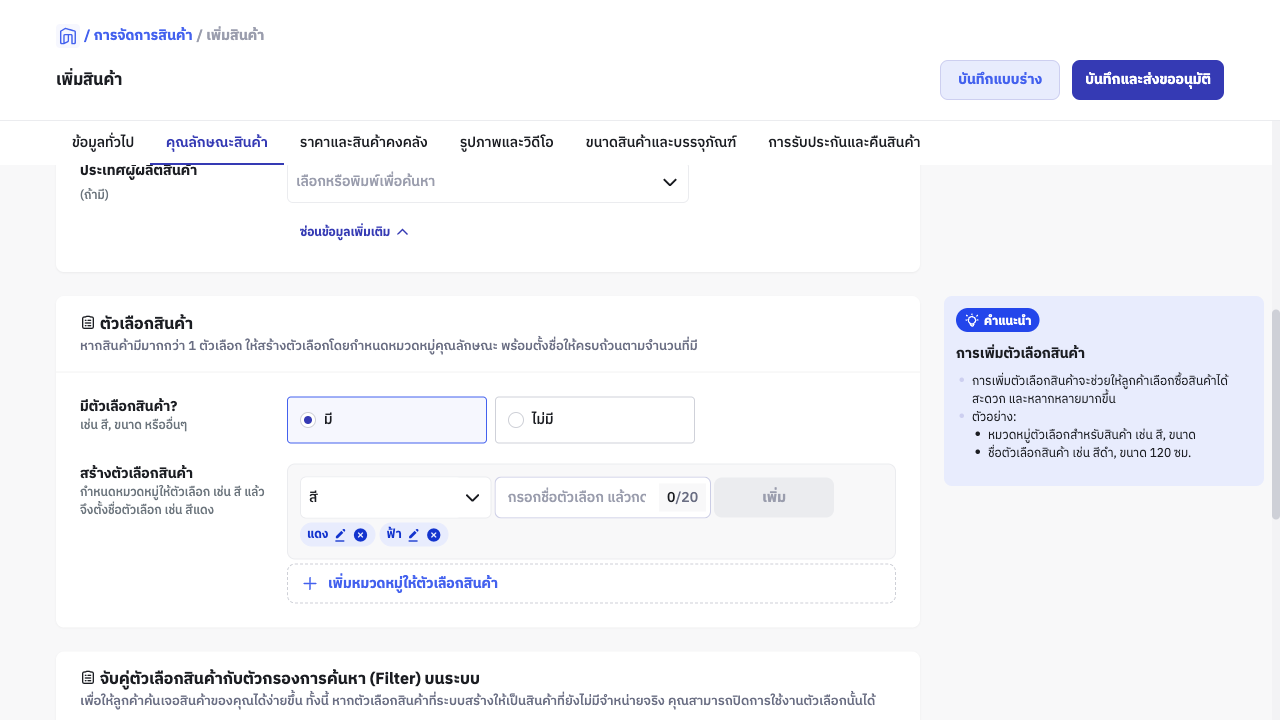 / การจัดการสินค้า / เพิ่มสินค้า
เพิ่มสินค้า
บันทึกแบบร่าง
บันทึกและส่งขออนุมัติ
ข้อมูลทั่วไป คุณลักษณะสินค้า ราคาและสินค้าคงคลัง รูปภาพและวิดีโอ ขนาดสินค้าและบรรจุภัณฑ์ การรับประกันและคืนสินค้า
ประเทศผู้ผลิตสินค้า
(ถ้ามี)
เลือกหรือพิมพ์เพื่อค้นหา
ซ่อนข้อมูลเพิ่มเติม
ตัวเลือกสินค้า
หากสินค้ามีมากกว่า 1 ตัวเลือก ให้สร้างตัวเลือกโดยกำหนดหมวดหมู่คุณลักษณะ พร้อมตั้งชื่อให้ครบถ้วนตามจำนวนที่มี
มีตัวเลือกสินค้า?
เช่น สี, ขนาด หรืออื่นๆ
มี
ไม่มี
สร้างตัวเลือกสินค้า
กำหนดหมวดหมู่ให้ตัวเลือก เช่น สี แล้ว
จึงตั้งชื่อตัวเลือก เช่น สีแดง
สี
กรอกชื่อตัวเลือก แล้วกด
0/20
เพิ่ม
แดง
ฟ้า
เพิ่มหมวดหมู่ให้ตัวเลือกสินค้า
จับคู่ตัวเลือกสินค้ากับตัวกรองการค้นหา (Filter) บนระบบ
เพื่อให้ลูกค้าค้นเจอสินค้าของคุณได้ง่ายขึ้น ทั้งนี้ หากตัวเลือกสินค้าที่ระบบสร้างให้เป็นสินค้าที่ยังไม่มีจำหน่ายจริง คุณสามารถปิดการใช้งานตัวเลือกนั้นได้
คำแนะนำ
การเพิ่มตัวเลือกสินค้า
การเพิ่มตัวเลือกสินค้าจะช่วยให้ลูกค้าเลือกซื้อสินค้าได้
สะดวก และหลากหลายมากขึ้น
ตัวอย่าง:
หมวดหมู่ตัวเลือกสำหรับสินค้า เช่น สี, ขนาด
ชื่อตัวเลือกสินค้า เช่น สีดำ, ขนาด 120 ซม.